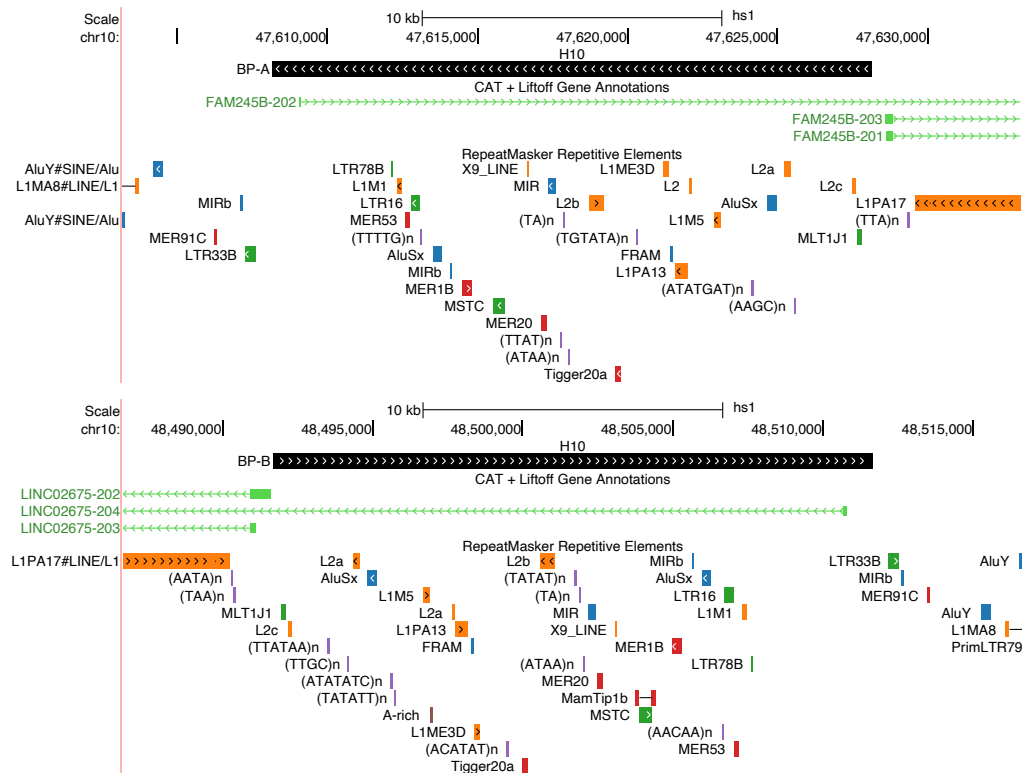 Scale 10 kb hs1
chr10: 47,610,000 47,615,000 47,620,000 47,625,000 47,630,000
H10
BP-A
CAT + Liftoff Gene Annotations
FAM245B-202
FAM245B-203
FAM245B-201
RepeatMasker Repetitive Elements
AluY#SINE/Alu LTR78B X9_LINE L1ME3D L2a
L1MA8#LINE/L1 L1M1 MIR L2 L2c
MIRb LTR16 L2b AluSx L1PA17
AluY#SINE/Alu MER53 (TA)n L1M5 (TTA)n
MER91C (TTTTG)n (TGTATA)n MLT1J1
LTR33B AluSx FRAM
MIRb L1PA13
MER1B (ATATGAT)n
MSTC (AAGC)n
MER20
(TTAT)n
(ATAA)n
Tigger20a
Scale 10 kb hs1
chr10: 48,490,000 48,495,000 48,500,000 48,505,000 48,510,000 48,515,000
H10
BP-B
CAT + Liftoff Gene Annotations
LINC02675-202
LINC02675-204
LINC02675-203
RepeatMasker Repetitive Elements
L1PA17#LINE/L1 L2a L2b MIRb LTR33B AluY
(AATA)n AluSx (TATAT)n AluSx MIRb
(TAA)n L1M5 (TA)n LTR16 MER91C
MLT1J1 L2a MIR L1M1 AluY
L2c L1PA13 X9_LINE L1MA8
(TTATAA)n FRAM MER1B PrimLTR79
(TTGC)n (ATAA)n LTR78B
(ATATATC)n MER20
(TATATT)n MamTip1b
A-rich MSTC
L1ME3D (AACAA)n
(ACATAT)n MER53
Tigger20a